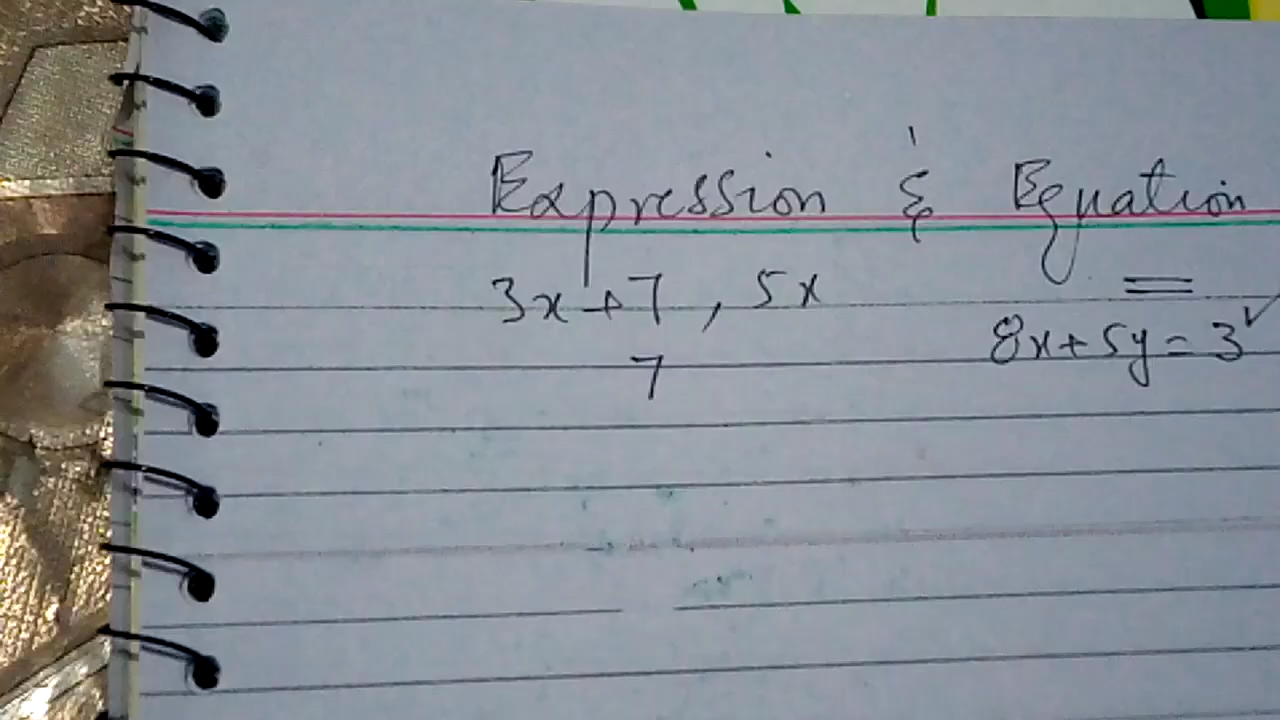 Expression & Equation
3x+7, 5x =
8x+5y=3✓
7